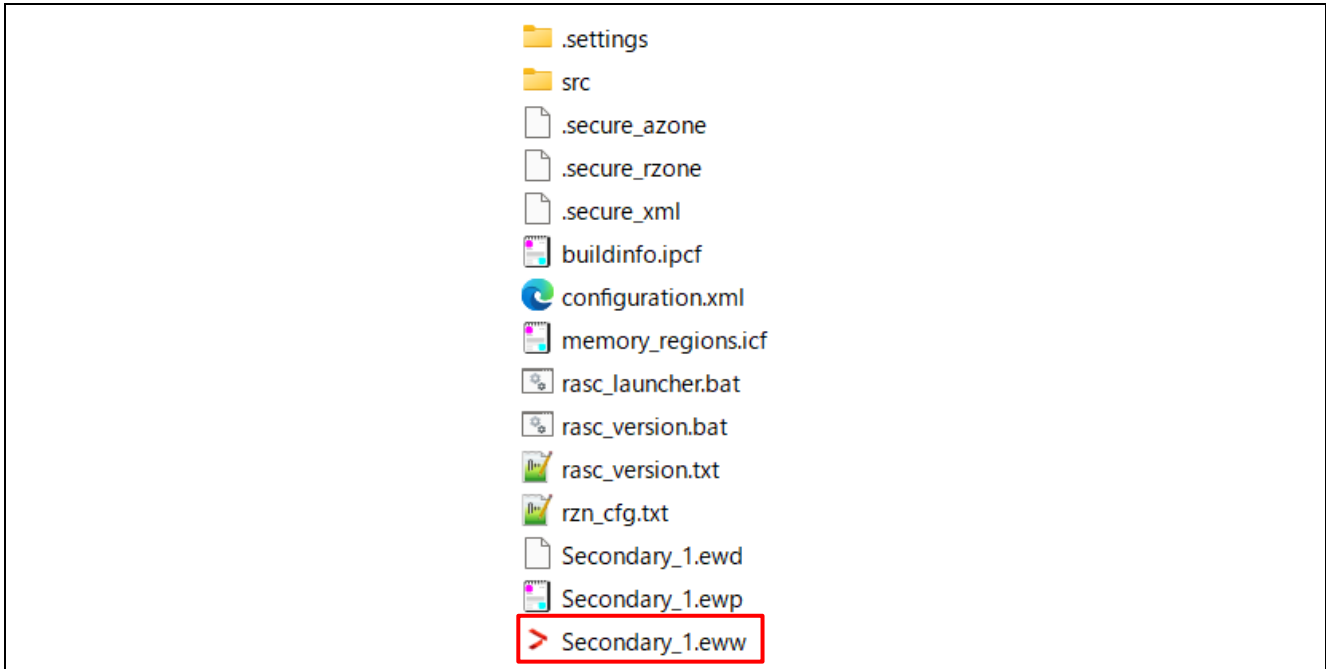 .settings
src
.secure_azone
.secure_rzone
.secure_xml
buildinfo.ipcf
configuration.xml
memory_regions.icf
rasc_launcher.bat
rasc_version.bat
rasc_version.txt
rzn_cfg.txt
Secondary_1.ewd
Secondary_1.ewp
Secondary_1.eww